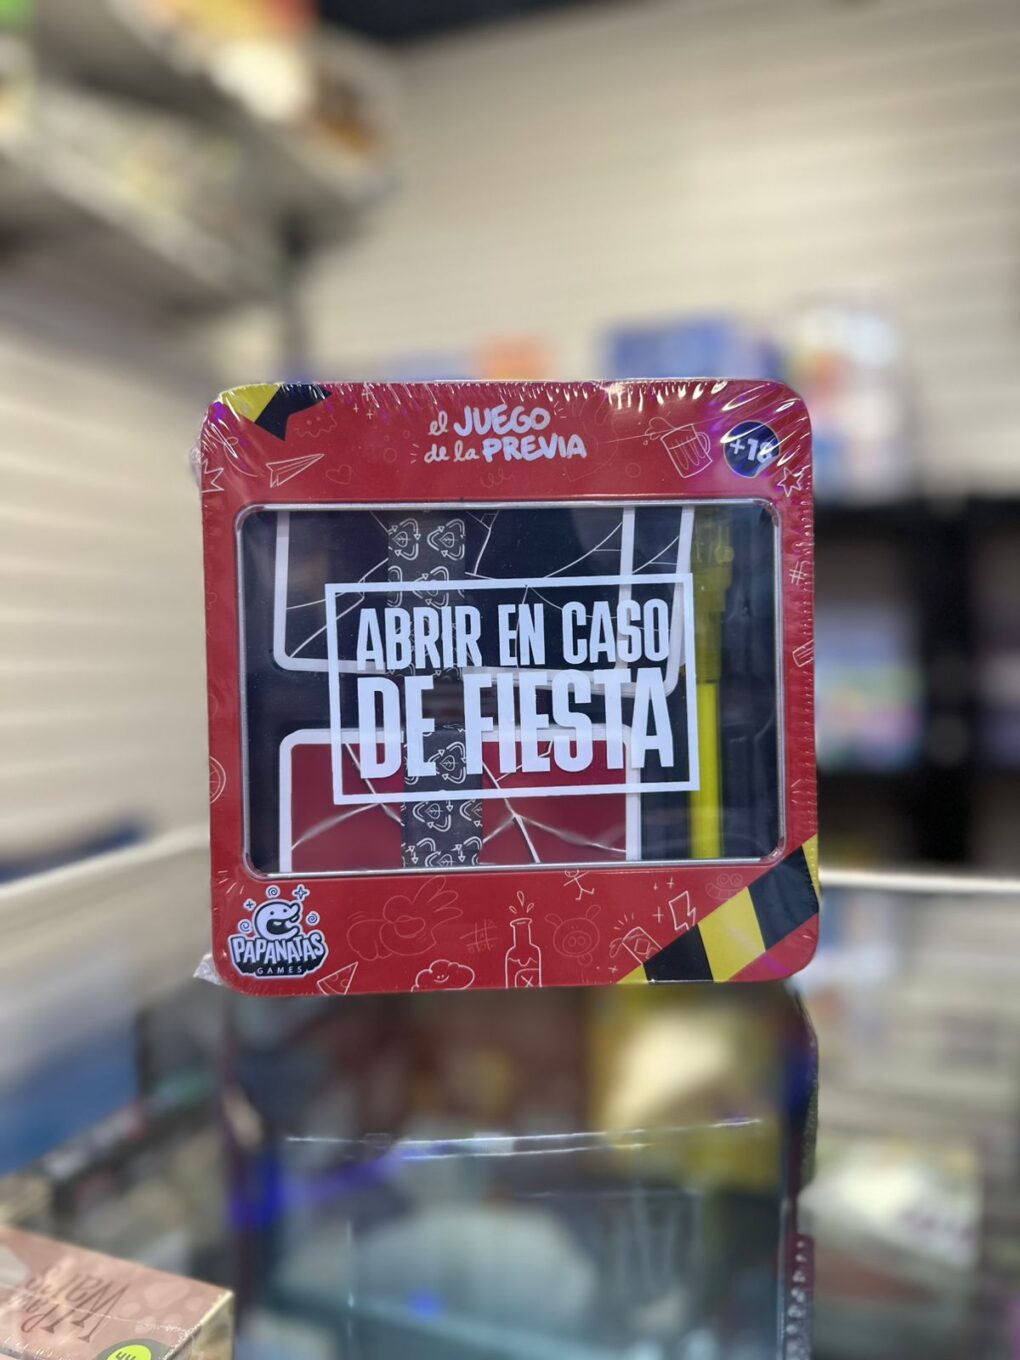 el JUEGO
de la PREVIA
+18
ABRIR EN CASO
DE FIESTA
PAPANATAS
GAMES